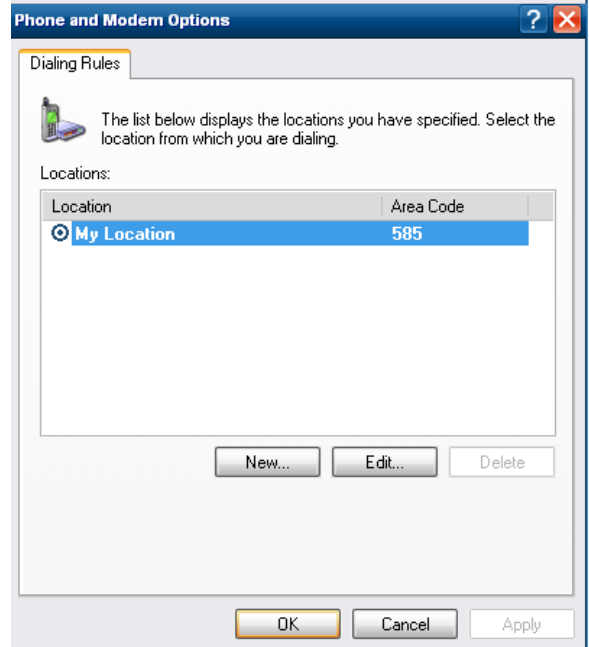 Phone and Modem Options
Dialing Rules
The list below displays the locations you have specified. Select the
location from which you are dialing.
Locations:
Location Area Code
My Location 585
New... Edit... Delete
OK Cancel Apply